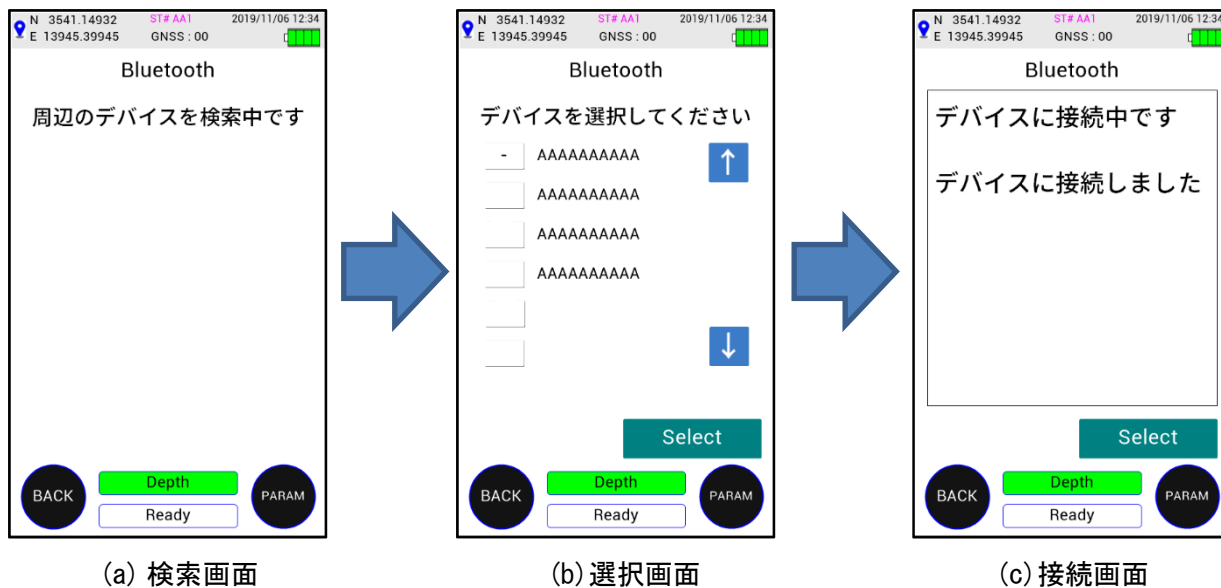 N 3541.14932 ST# AA1 2019/11/06 12:34
E 13945.39945 GNSS : 00
Bluetooth
周辺のデバイスを検索中です
BACK
Depth
Ready
PARAM
(a) 検索画面
N 3541.14932 ST# AA1 2019/11/06 12:34
E 13945.39945 GNSS : 00
Bluetooth
デバイスを選択してください
- AAAAAAAAAA
↑
AAAAAAAAAA
AAAAAAAAAA
AAAAAAAAAA
↓
Select
BACK
Depth
Ready
PARAM
(b) 選択画面
N 3541.14932 ST# AA1 2019/11/06 12:34
E 13945.39945 GNSS : 00
Bluetooth
デバイスに接続中です
デバイスに接続しました
Select
BACK
Depth
Ready
PARAM
(c) 接続画面